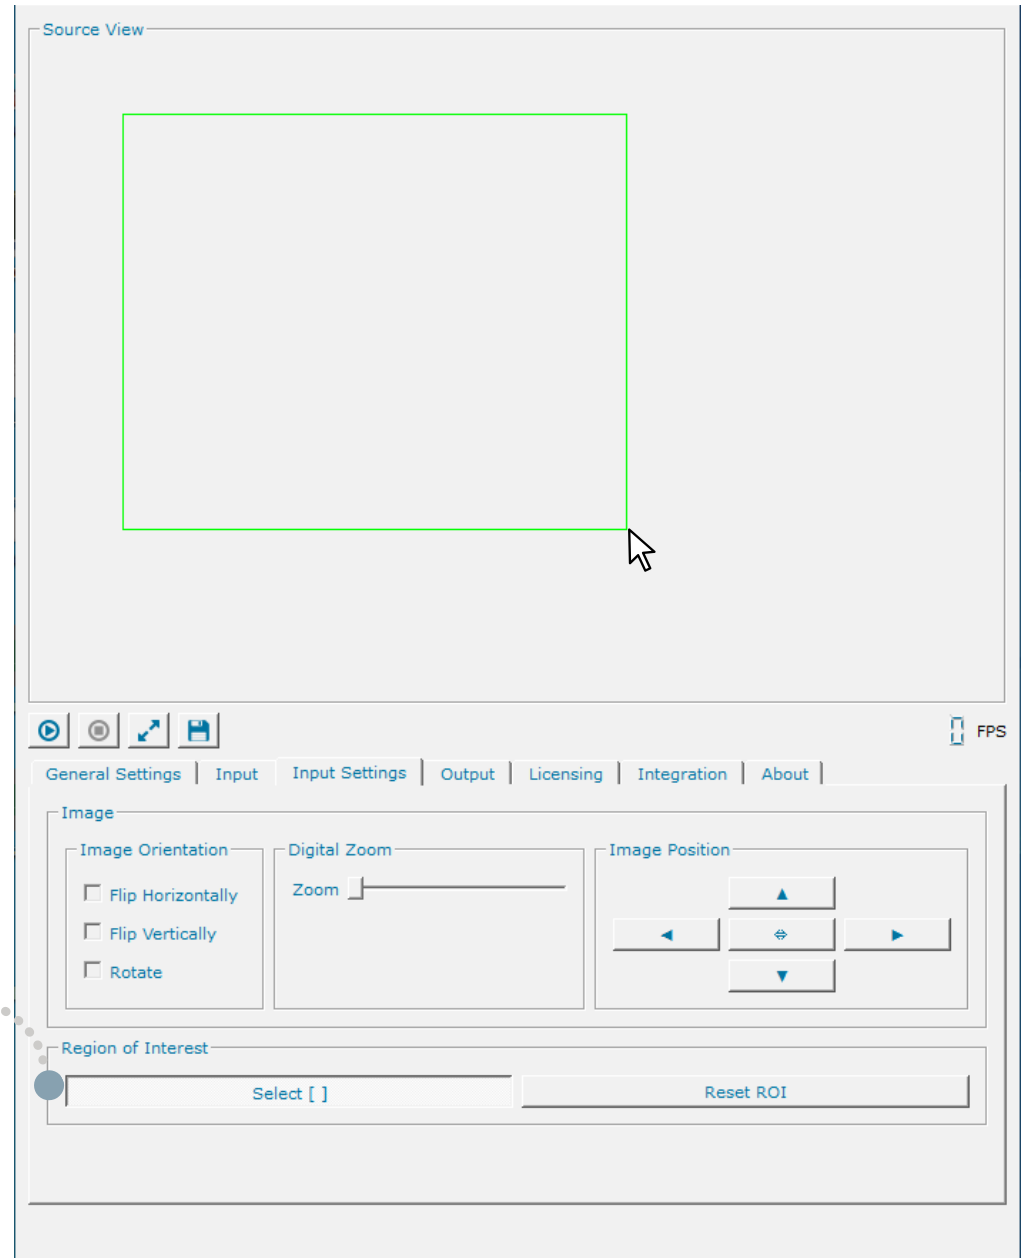 Source View
0 FPS
General Settings Input Input Settings Output Licensing Integration About
Image
Image Orientation Digital Zoom Image Position
Flip Horizontally Zoom
Flip Vertically
Rotate
Region of Interest
Select [ ] Reset ROI